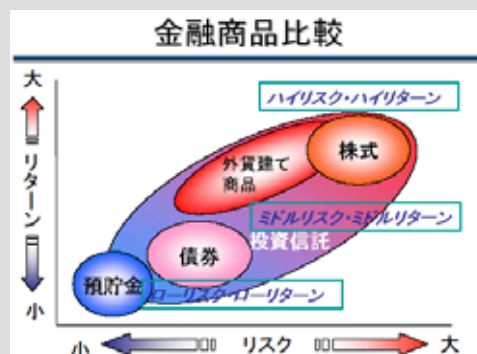 金融商品比較
大
ハイリスク・ハイリターン
株式
外貨建て
商品
リターン
ミドルリスク・ミドルリターン
投資信託
債券
預貯金
ローリスク・ローリターン
小
小
リスク
大